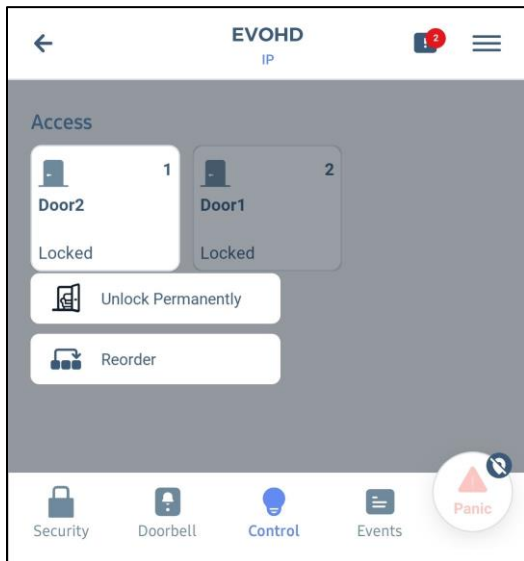 EVOHD
IP
2
Access
1
Door2
Locked
2
Door1
Locked
Unlock Permanently
Reorder
Security
Doorbell
Control
Events
Panic